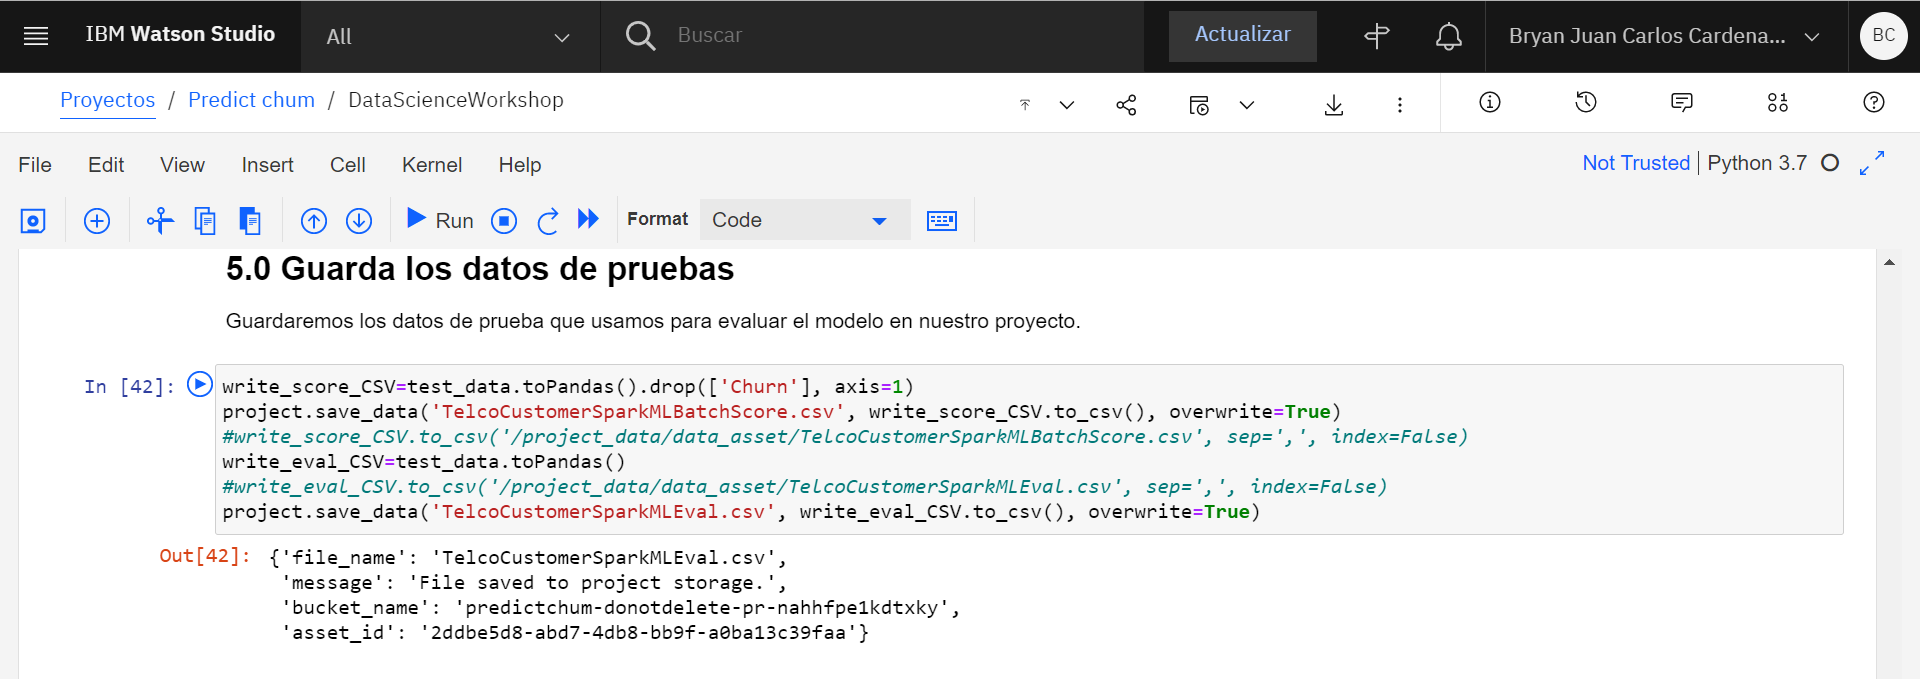 IBM Watson Studio
All
Buscar
Actualizar
Bryan Juan Carlos Cardena...
BC
Proyectos / Predict chum / DataScienceWorkshop
File Edit View Insert Cell Kernel Help
Not Trusted | Python 3.7
Run
Format
Code
5.0 Guarda los datos de pruebas
Guardaremos los datos de prueba que usamos para evaluar el modelo en nuestro proyecto.
In [42]:
write_score_CSV=test_data.toPandas().drop(['Churn'], axis=1)
project.save_data('TelcoCustomerSparkMLBatchScore.csv', write_score_CSV.to_csv(), overwrite=True)
#write_score_CSV.to_csv('/project_data/data_asset/TelcoCustomerSparkMLBatchScore.csv', sep=',', index=False)
write_eval_CSV=test_data.toPandas()
#write_eval_CSV.to_csv('/project_data/data_asset/TelcoCustomerSparkMLEval.csv', sep=',', index=False)
project.save_data('TelcoCustomerSparkMLEval.csv', write_eval_CSV.to_csv(), overwrite=True)
Out[42]: {'file_name': 'TelcoCustomerSparkMLEval.csv',
'message': 'File saved to project storage.',
'bucket_name': 'predictchum-donotdelete-pr-nahhfpe1kdtxky',
'asset_id': '2ddbe5d8-abd7-4db8-bb9f-a0ba13c39faa'}